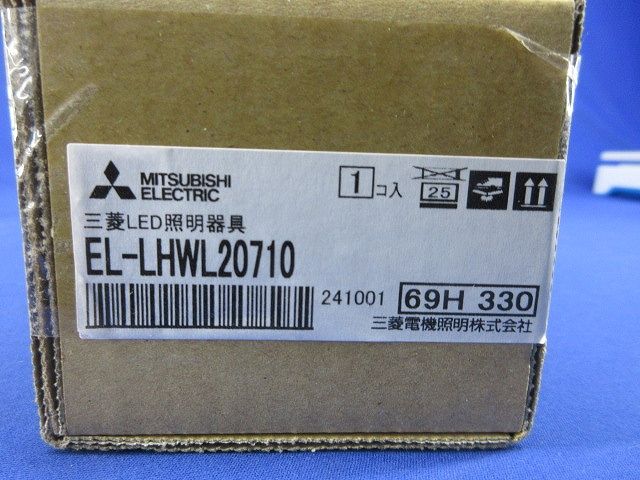 MITSUBISHI
ELECTRIC
1 コ入
25
三菱LED照明器具
EL-LHWL20710
241001 69H 330
三菱電機照明株式会社